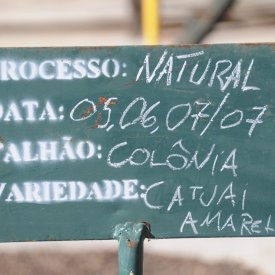 ROCESSO: NATURAL
DATA: 05,06,07/07
TALHÃO: COLÔNIA
VARIEDADE: CATUAI
AMAREL